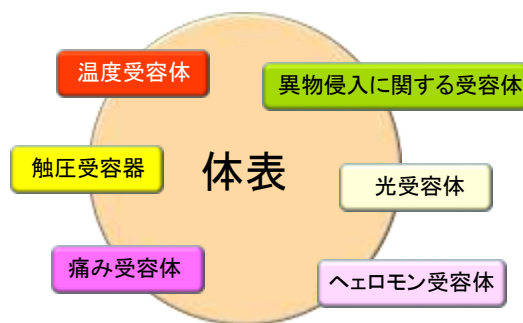 温度受容体
異物侵入に関する受容体
触圧受容器
体表
光受容体
痛み受容体
ヘェロモン受容体